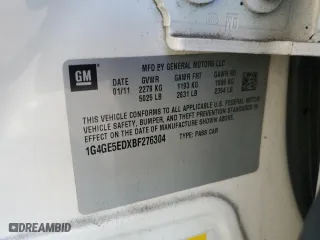 GM
MFD BY GENERAL MOTORS LLC
01/11
GVWR
2279 KG
5025 LB
GAWR FRT
1193 KG
2631 LB
GAWR RR
1086 KG
2394 LB
THIS VEHICLE CONFORMS TO ALL APPLICABLE U.S. FEDERAL MOTOR
VEHICLE SAFETY, BUMPER, AND THEFT PREVENTION STANDARDS IN
EFFECT ON THE DATE OF MANUFACTURE SHOWN ABOVE.
1G4GE5EDXBF276304
TYPE: PASS CAR
© AutoHelperBot.com